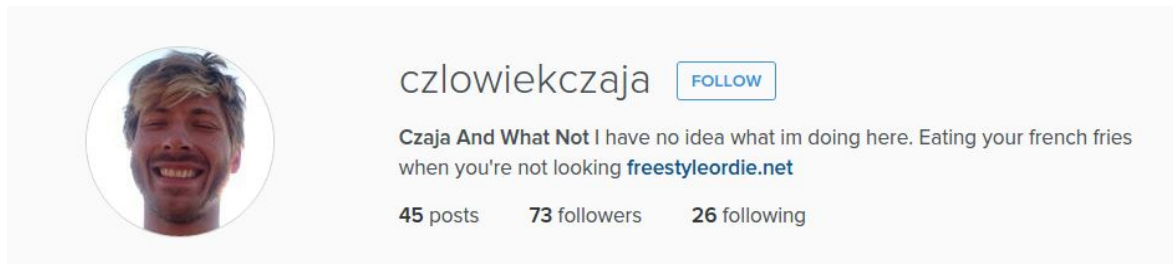 czlowiekczaja FOLLOW
Czaja And What Not I have no idea what im doing here. Eating your french fries
when you're not looking freestyleordie.net
45 posts 73 followers 26 following